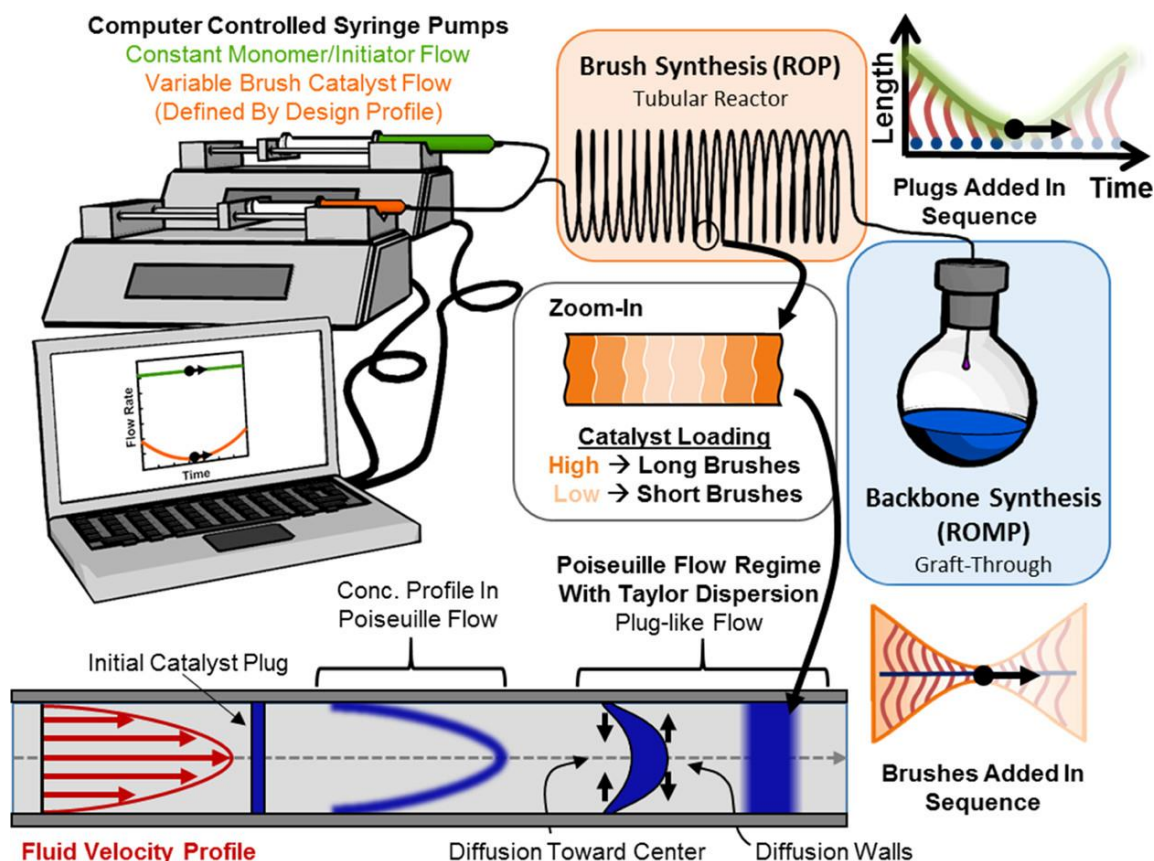 Computer Controlled Syringe Pumps
Constant Monomer/Initiator Flow
Variable Brush Catalyst Flow
(Defined By Design Profile)
Brush Synthesis (ROP)
Tubular Reactor
Length
Time
Plugs Added In
Sequence
Flow Rate
Time
Zoom-In
Catalyst Loading
High → Long Brushes
Low → Short Brushes
Backbone Synthesis
(ROMP)
Graft-Through
Poiseuille Flow Regime
With Taylor Dispersion
Plug-like Flow
Conc. Profile In
Poiseuille Flow
Initial Catalyst Plug
Brushes Added In
Sequence
Fluid Velocity Profile
Diffusion Toward Center
Diffusion Walls